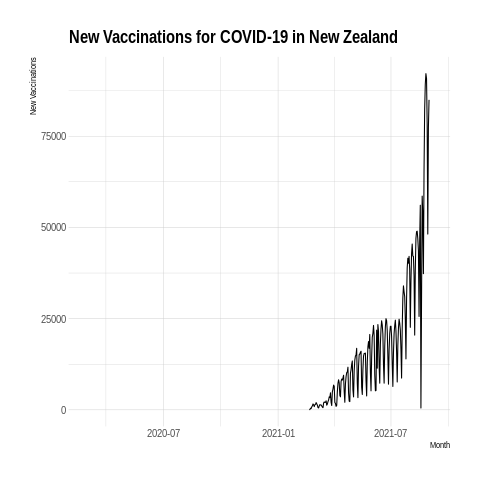 New Vaccinations for COVID-19 in New Zealand
New Vaccinations
75000
50000
25000
0
2020-07 2021-01 2021-07
Month